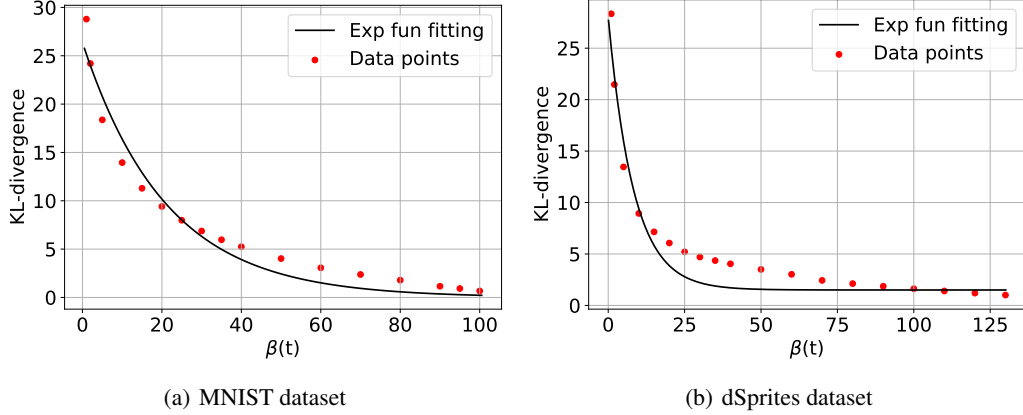 30
25
20
15
10
5
0
KL-divergence
Exp fun fitting
Data points
0 20 40 60 80 100
β(t)
(a) MNIST dataset
25
20
15
10
5
0
KL-divergence
Exp fun fitting
Data points
0 25 50 75 100 125
β(t)
(b) dSprites dataset